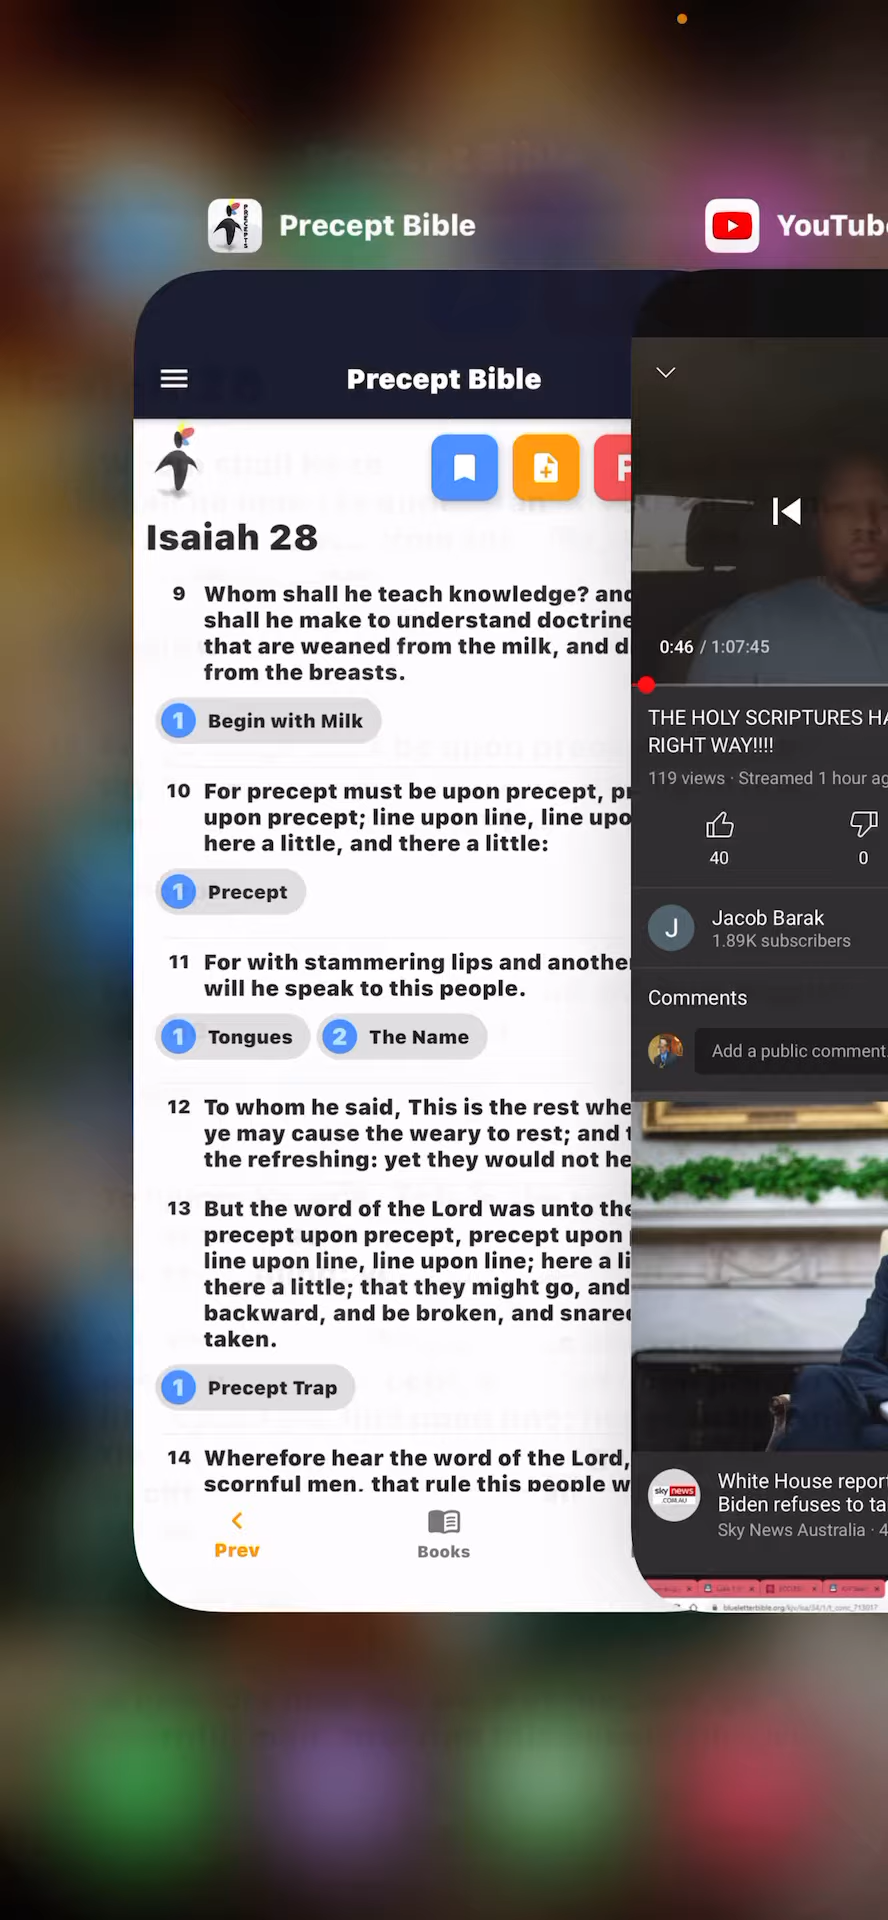 Precept Bible
YouTube
Precept Bible
Isaiah 28
9 Whom shall he teach knowledge? and
shall he make to understand doctrine
that are weaned from the milk, and d
from the breasts.
1 Begin with Milk
10 For precept must be upon precept, pr
upon precept; line upon line, line upo
here a little, and there a little:
1 Precept
11 For with stammering lips and another
will he speak to this people.
1 Tongues 2 The Name
12 To whom he said, This is the rest whe
ye may cause the weary to rest; and t
the refreshing: yet they would not he
13 But the word of the Lord was unto the
precept upon precept, precept upon
line upon line, line upon line; here a li
there a little; that they might go, and
backward, and be broken, and snared
taken.
1 Precept Trap
14 Wherefore hear the word of the Lord,
scornful men, that rule this people w
Prev
Books
0:46 / 1:07:45
THE HOLY SCRIPTURES HA
RIGHT WAY!!!!
119 views · Streamed 1 hour ag
40
0
J
Jacob Barak
1.89K subscribers
Comments
Add a public comment.
sky news
.COM.AU
White House report
Biden refuses to ta
Sky News Australia · 4